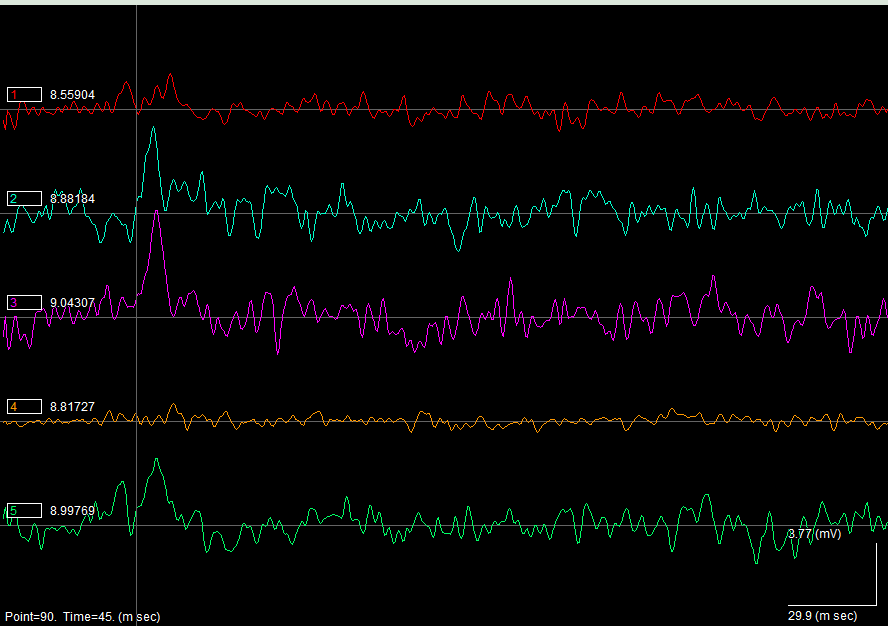 1 8.55904
2 8.88184
3 9.04307
4 8.81727
5 8.99769
3.77 (mV)
29.9 (m sec)
Point=90. Time=45. (m sec)